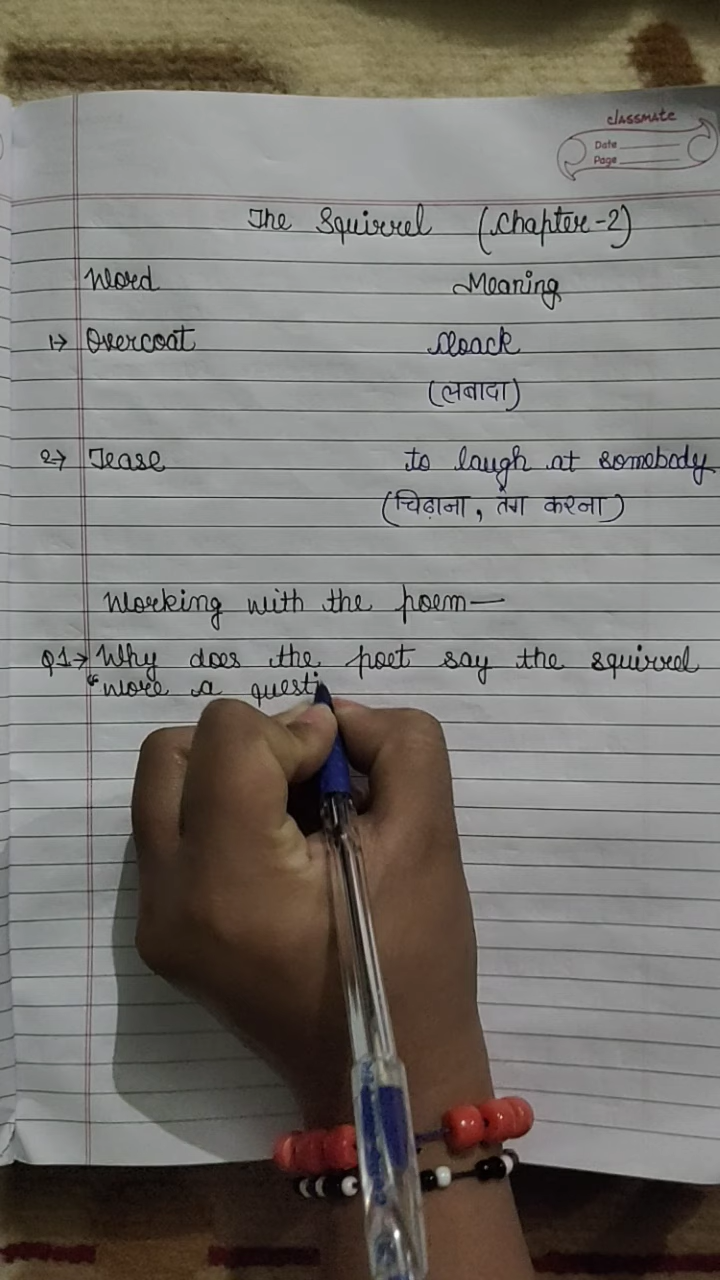 classmate
Date
Page
The Squirrel (Chapter-2)
Word Meaning
1→ Overcoat cloack
(लबादा)
2→ Tease to laugh at somebody
(चिढ़ाना, तंग करना)
Working with the poem—
Q1→ Why does the poet say the squirrel
"wore a questi